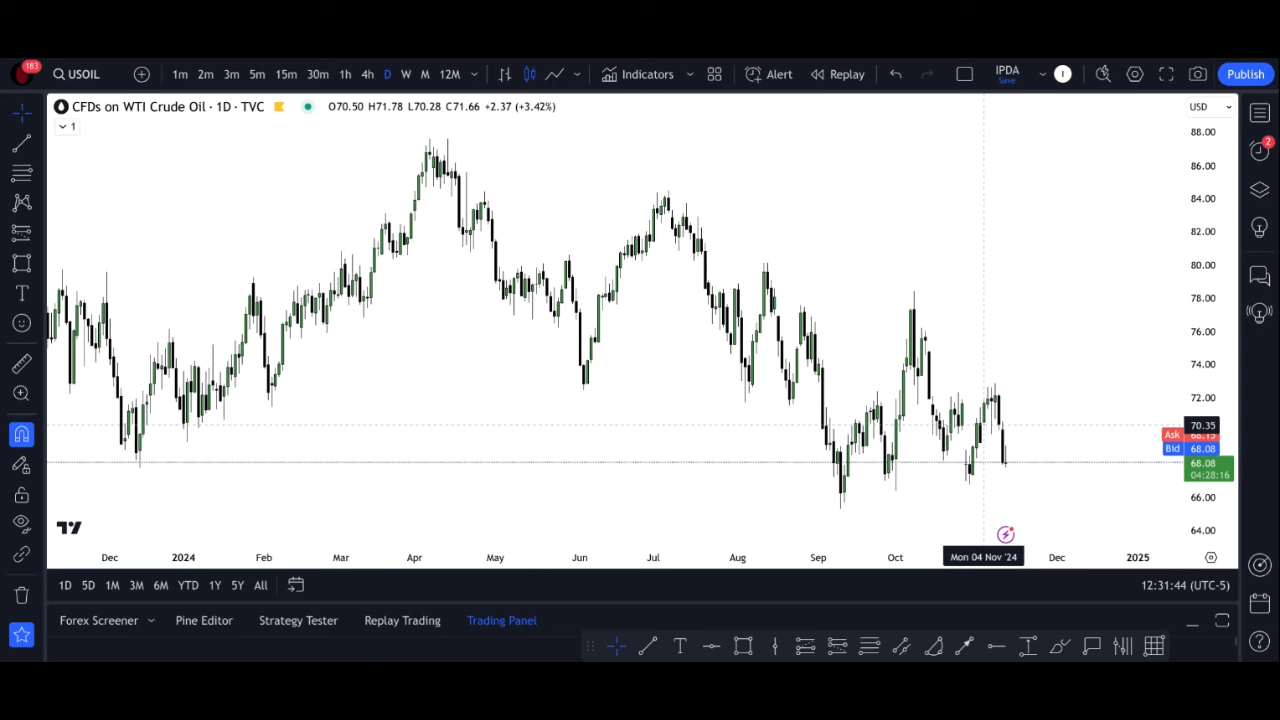 183
USOIL 1m 2m 3m 5m 15m 30m 1h 4h D W M 12M Indicators Alert Replay IPDA I Publish
Save
CFDs on WTI Crude Oil · 1D · TVC O70.50 H71.78 L70.28 C71.66 +2.37 (+3.42%) USD
1
2
88.00
86.00
84.00
82.00
80.00
78.00
76.00
74.00
72.00
70.35
Ask 68.15
Bid 68.08
68.08
04:28:16
66.00
64.00
Dec 2024 Feb Mar Apr May Jun Jul Aug Sep Oct Mon 04 Nov '24 Dec 2025
1D 5D 1M 3M 6M YTD 1Y 5Y All 12:31:44 (UTC-5)
Forex Screener Pine Editor Strategy Tester Replay Trading Trading Panel